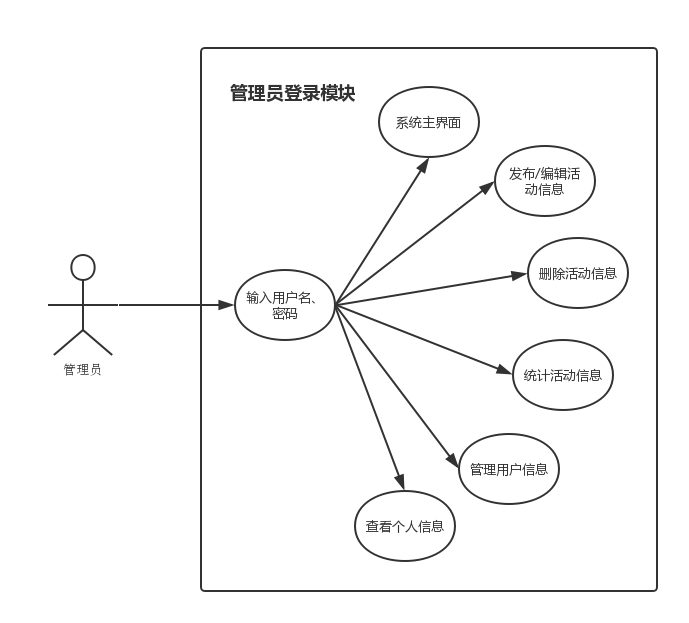 管理员登录模块
系统主界面
发布/编辑活
动信息
删除活动信息
输入用户名、
密码
管理员
统计活动信息
管理用户信息
查看个人信息